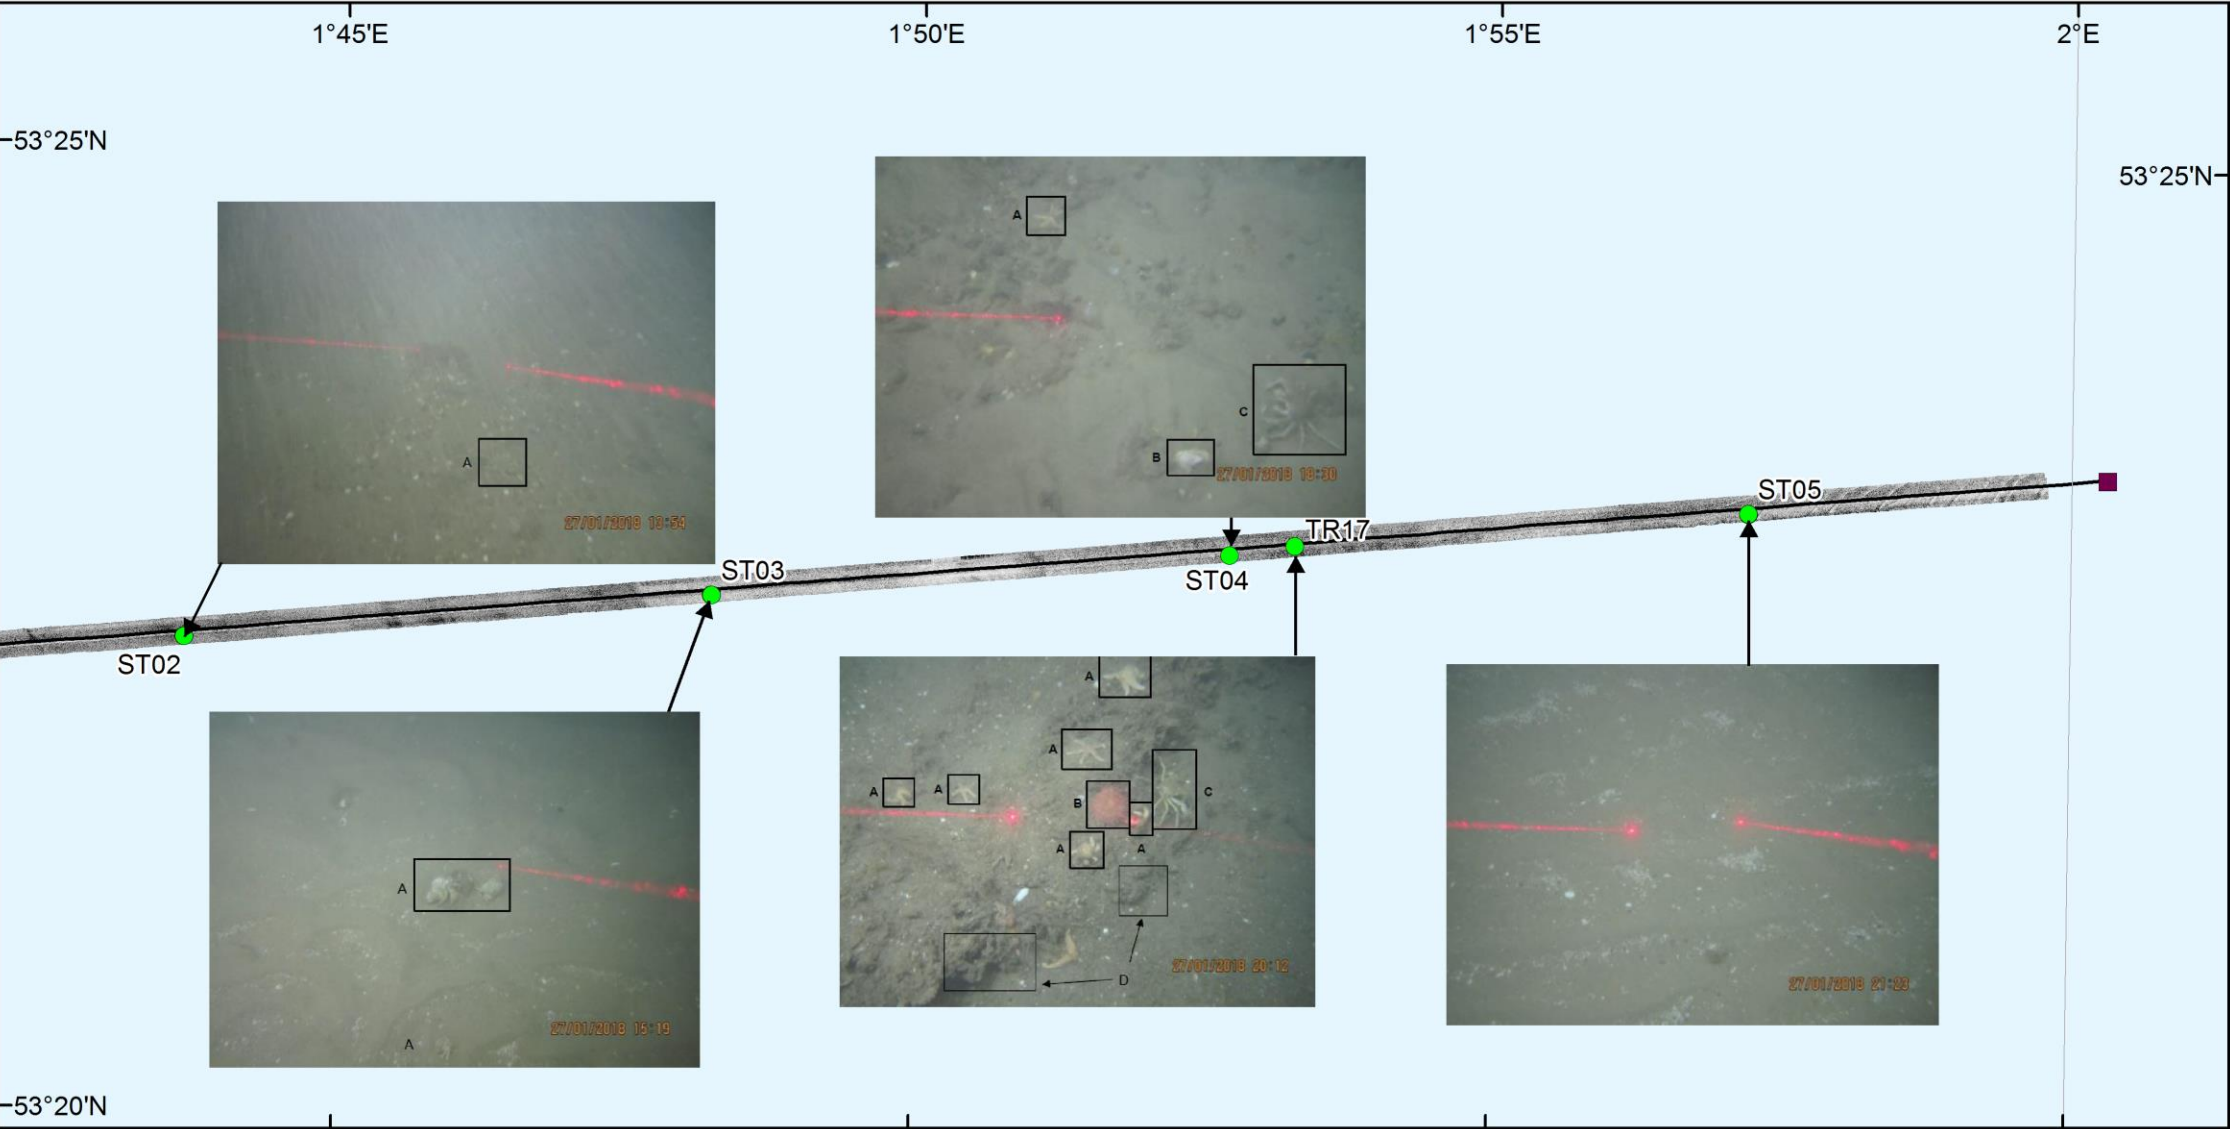 1°45'E
1°50'E
1°55'E
2°E
53°25'N
53°25'N
A
27/01/2018 13:54
A
B
C
27/01/2018 18:30
ST02
ST03
ST04
TR17
ST05
A
A
27/01/2018 15:19
A
A
A
A
B
C
A
A
D
27/01/2018 20:12
27/01/2018 21:23
53°20'N